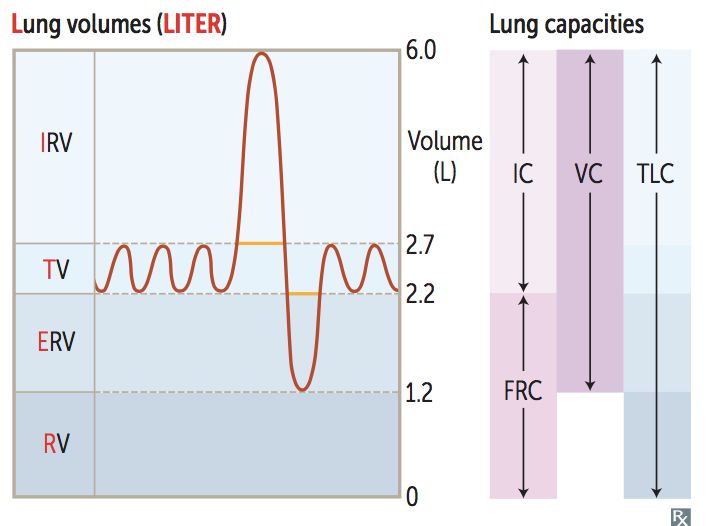 Lung volumes (LITER)
Lung capacities
6.0
IRV
Volume
(L)
IC
VC
TLC
2.7
TV
2.2
ERV
FRC
1.2
RV
0
Rx